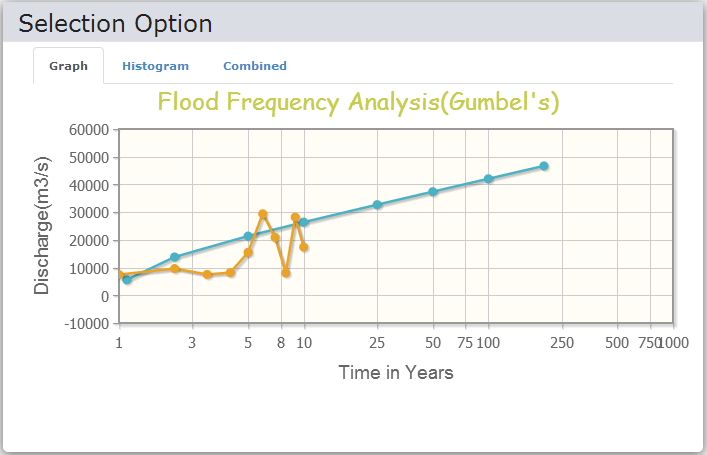 Selection Option
Graph Histogram Combined
Flood Frequency Analysis(Gumbel's)
60000
50000
40000
30000
20000
10000
0
-10000
Discharge(m3/s)
1 3 5 8 10 25 50 75 100 250 500 750 1000
Time in Years